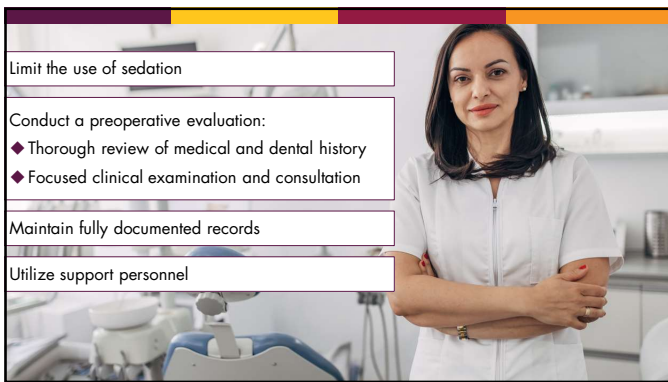 Limit the use of sedation
Conduct a preoperative evaluation:
◆ Thorough review of medical and dental history
◆ Focused clinical examination and consultation
Maintain fully documented records
Utilize support personnel